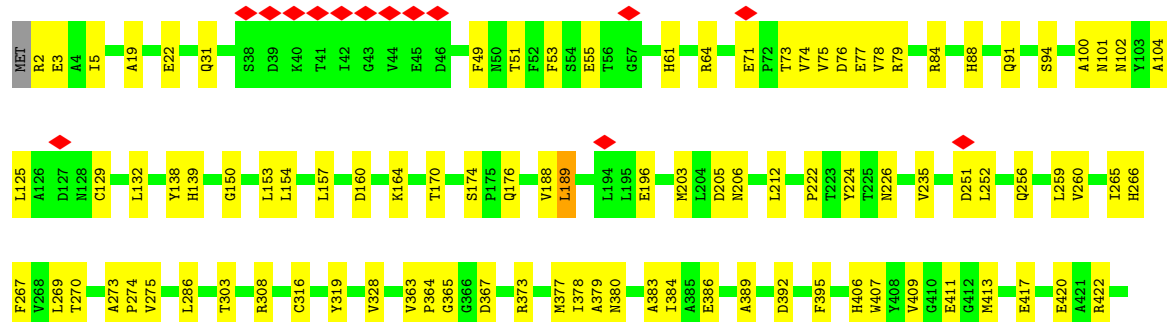 MET R2 E3 A4 I5 A19 E22 Q31 S38 D39 K40 T41 I42 G43 V44 E45 D46 F49 N50 T51 F52 F53 S54 E55 T56 G57 H61 R64 E71 P72 T73 V74 V75 D76 E77 V78 R79 R84 H88 Q91 S94 A100 N101 N102 Y103 A104
L125 A126 D127 N128 C129 L132 Y138 H139 G150 L153 L154 L157 D160 K164 T170 S174 P175 Q176 V188 L189 L194 L195 E196 M203 L204 D205 N206 L212 P222 T223 Y224 T225 N226 V235 D251 L252 Q256 L259 V260 I265 H266
F267 V268 L269 T270 A273 P274 V275 L286 T303 R308 C316 Y319 V328 V363 P364 G365 G366 D367 R373 M377 I378 A379 N380 A383 I384 A385 E386 A389 D392 F395 H406 W407 Y408 V409 G410 E411 G412 M413 E417 E420 A421 R422